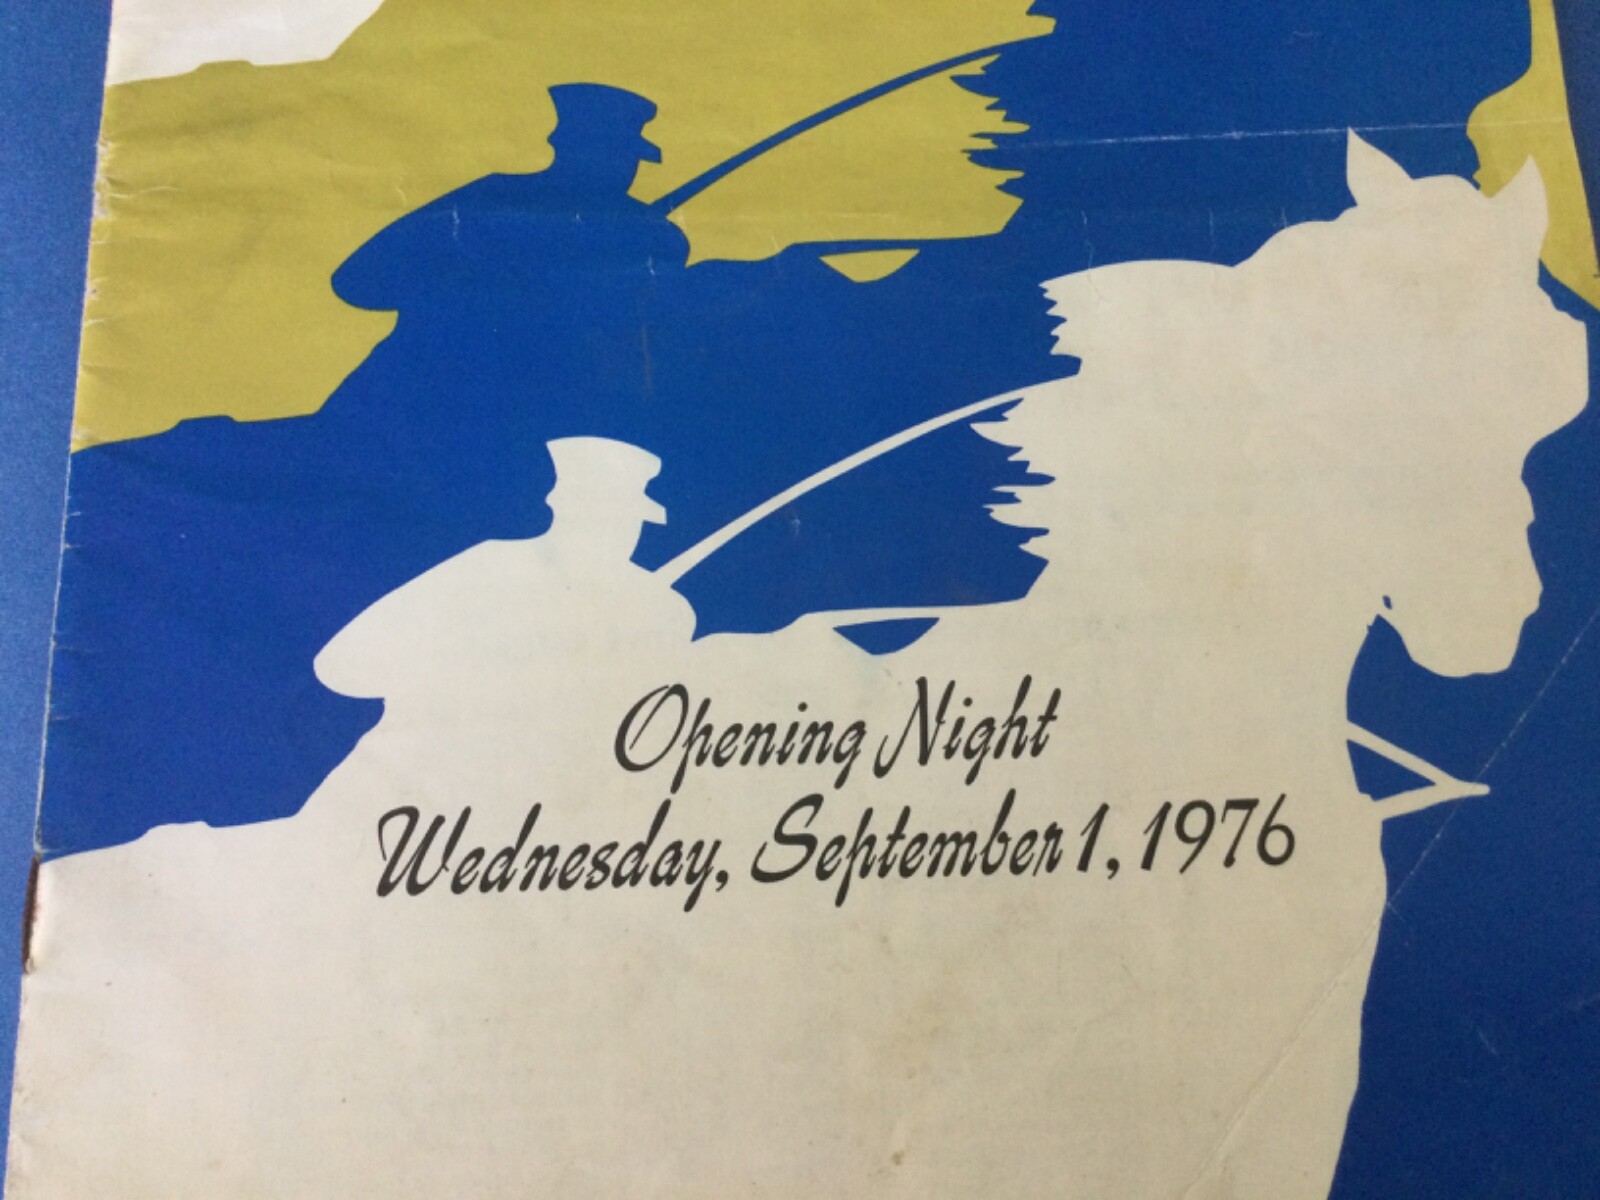 Opening Night
Wednesday, September 1, 1976